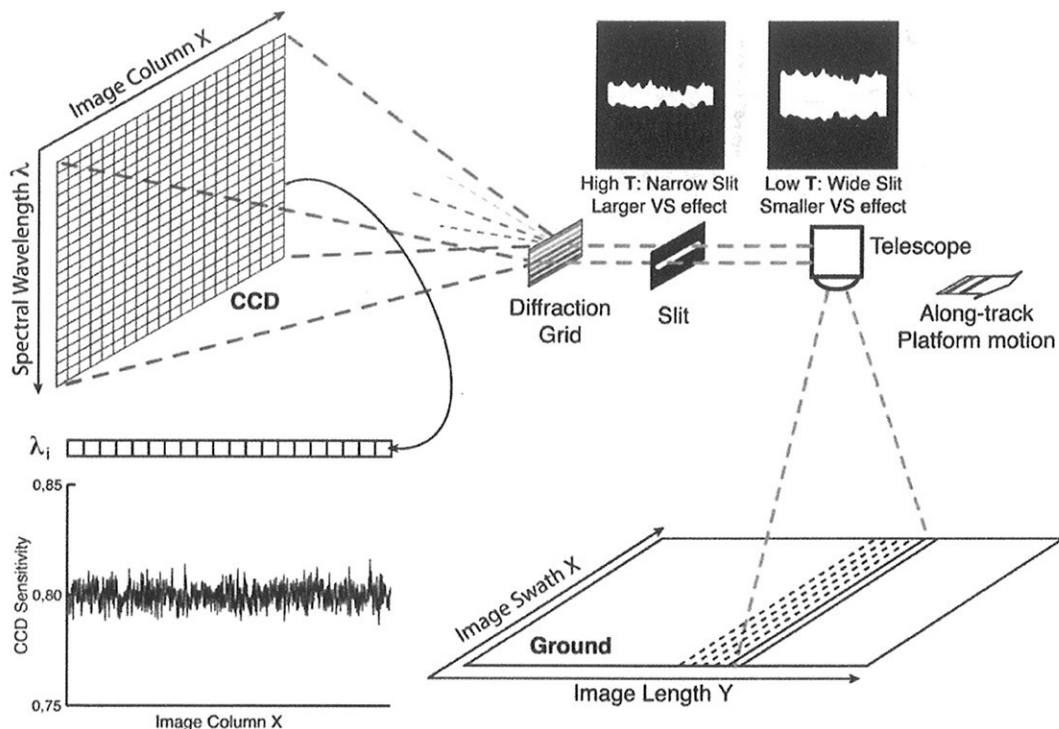 Image Column X
Spectral Wavelength λ
CCD
High T: Narrow Slit
Larger VS effect
Low T: Wide Slit
Smaller VS effect
Telescope
Diffraction
Grid
Slit
Along-track
Platform motion
λi
0,85
0,80
0,75
CCD Sensitivity
Image Column X
Image Swath X
Ground
Image Length Y